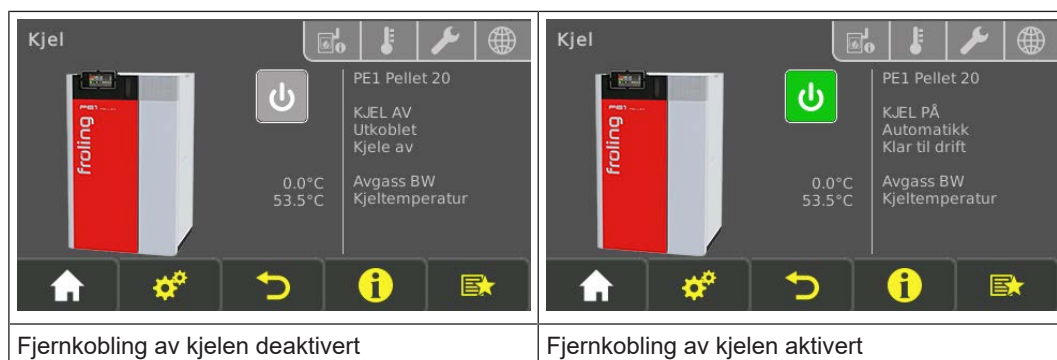 Kjel
PE1 Pellet 20
KJEL AV
Utkoblet
Kjele av
0.0°C Avgass BW
53.5°C Kjeltemperatur
froling
Fjernkobling av kjelen deaktivert
Kjel
PE1 Pellet 20
KJEL PÅ
Automatikk
Klar til drift
0.0°C Avgass BW
53.5°C Kjeltemperatur
froling
Fjernkobling av kjelen aktivert